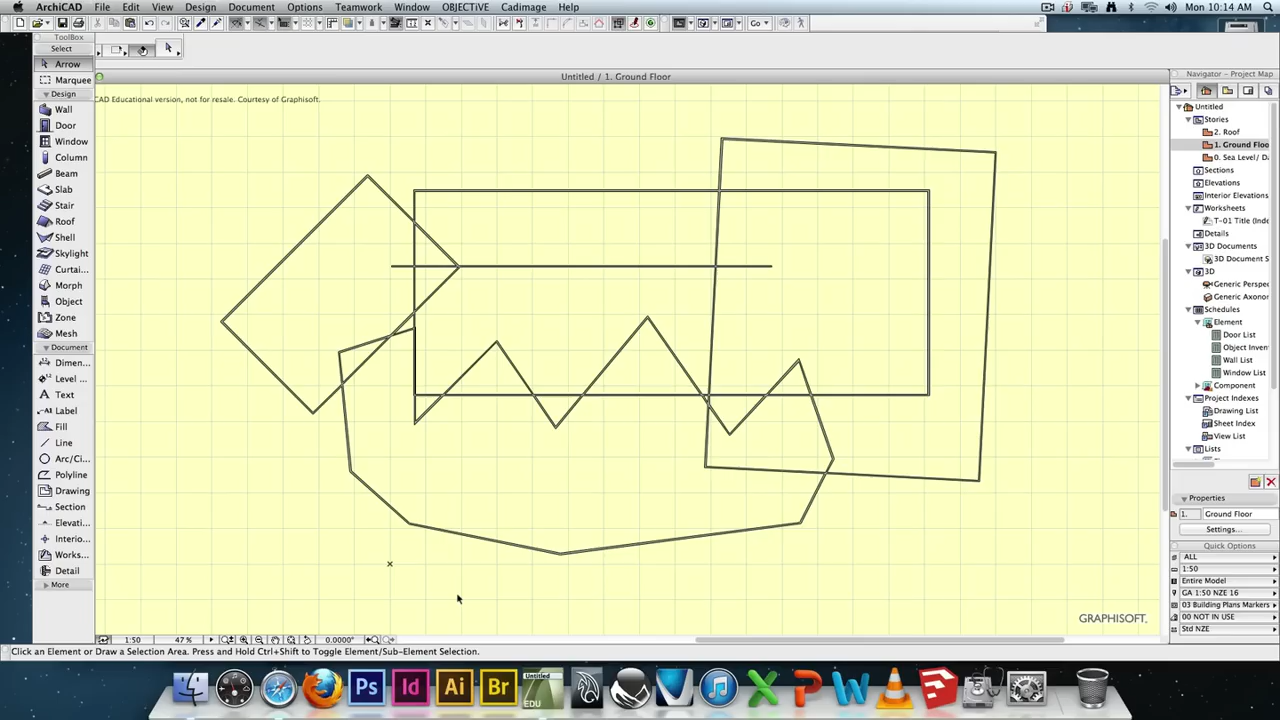 ArchiCAD File Edit View Design Document Options Teamwork Window OBJECTiVE Cadimage Help
Mon 10:14 AM
ToolBox
Select
Arrow
Marquee
Design
Wall
Door
Window
Column
Beam
Slab
Stair
Roof
Shell
Skylight
Curtai...
Morph
Object
Zone
Mesh
Document
Dimen...
Level ...
Text
Label
Fill
Line
Arc/Ci...
Polyline
Drawing
Section
Elevati...
Interio...
Works...
Detail
More
Go
Untitled / 1. Ground Floor
CAD Educational version, not for resale. Courtesy of Graphisoft.
GRAPHISOFT.
1:50 47 % 0.0000°
Click an Element or Draw a Selection Area. Press and Hold Ctrl+Shift to Toggle Element/Sub-Element Selection.
Navigator - Project Map
Untitled
Stories
2. Roof
1. Ground Floo
0. Sea Level/ D
Sections
Elevations
Interior Elevations
Worksheets
T-01 Title (Inde
Details
3D Documents
3D Document S
3D
Generic Perspe
Generic Axonor
Schedules
Element
Door List
Object Inven
Wall List
Window List
Component
Project Indexes
Drawing List
Sheet Index
View List
Lists
Properties
1. Ground Floor
Settings...
Quick Options
ALL
1:50
Entire Model
GA 1:50 NZE 16
03 Building Plans Markers
00 NOT IN USE
Std NZE
Ps Id Ai Br
Untitled
EDU